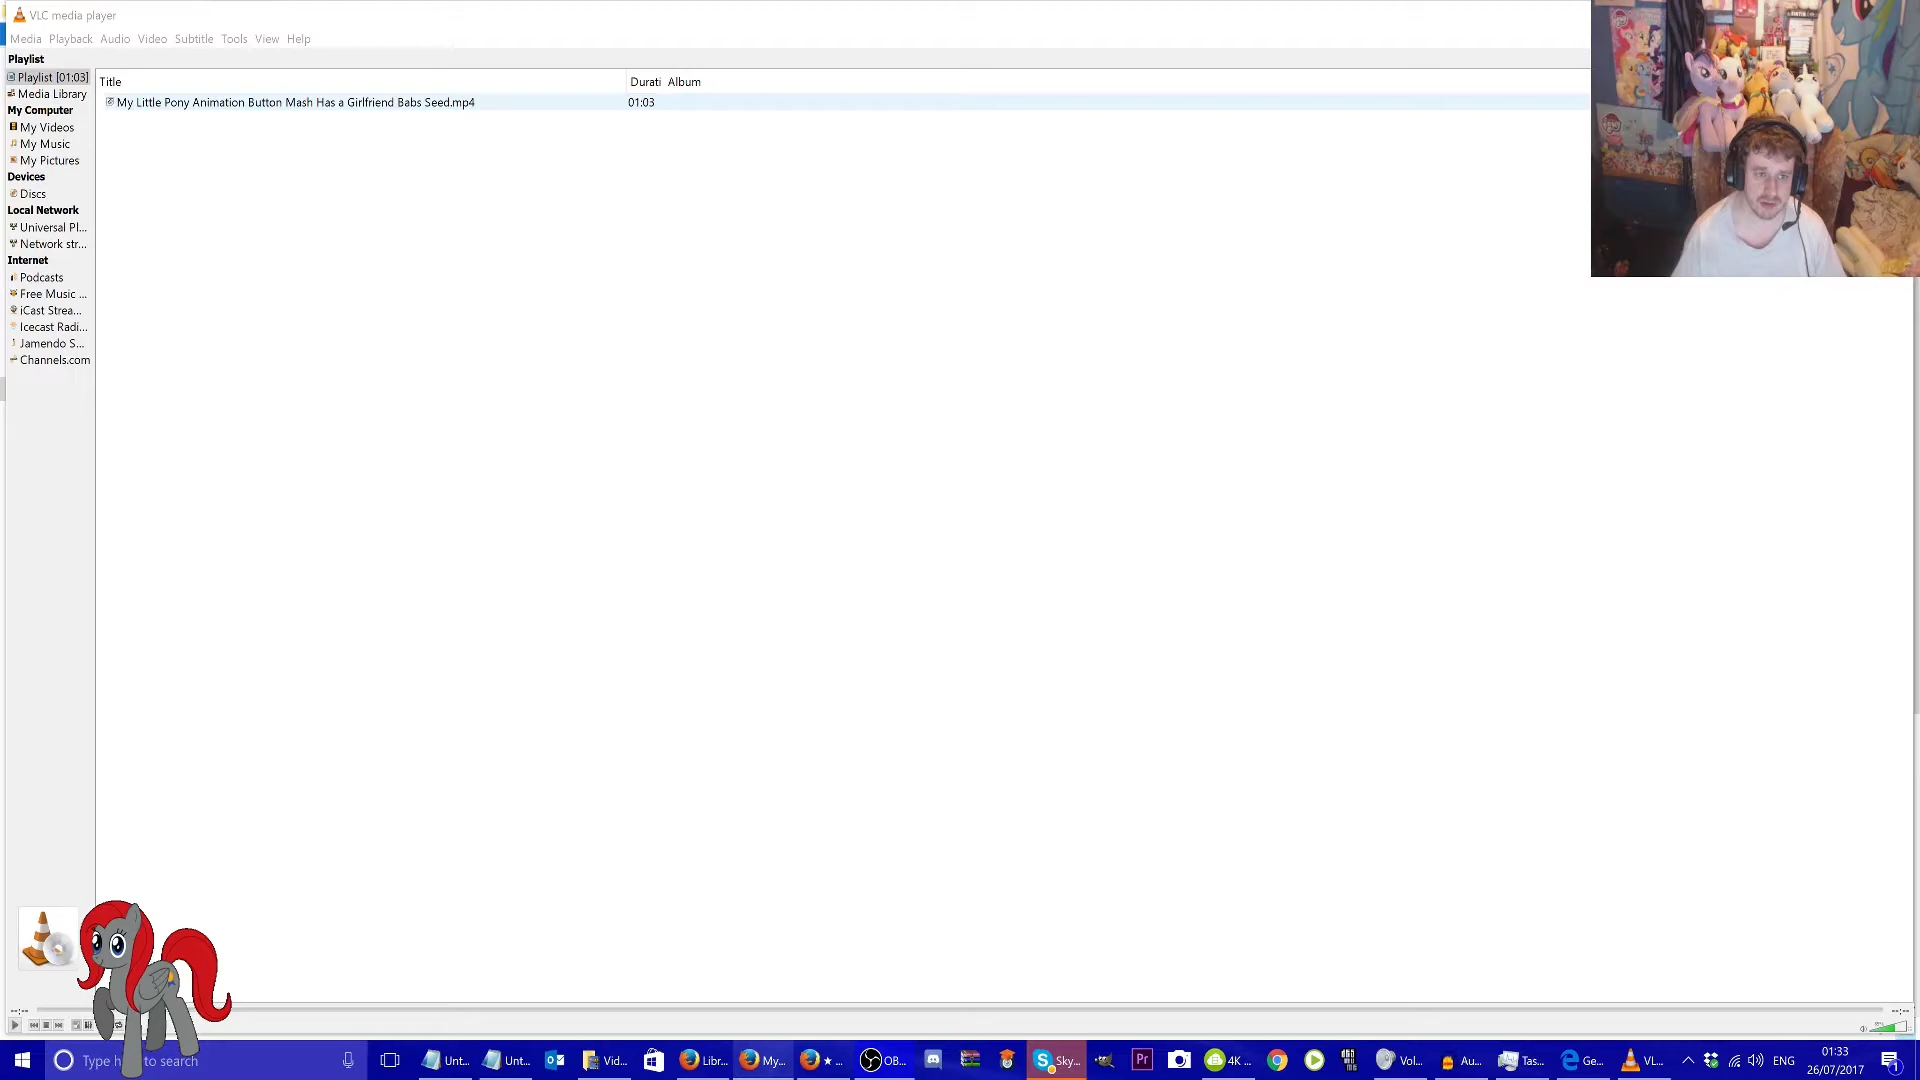 VLC media player
Media Playback Audio Video Subtitle Tools View Help
Playlist
Playlist [01:03]
Media Library
My Computer
My Videos
My Music
My Pictures
Devices
Discs
Local Network
Universal Pl...
Network str...
Internet
Podcasts
Free Music ...
iCast Strea...
Icecast Radi...
Jamendo S...
Channels.com
Title Durati Album
My Little Pony Animation Button Mash Has a Girlfriend Babs Seed.mp4 01:03
--:-- --:--
Type h to search
Unt... Unt... Vid... Libr... My... ★ ... OB... Sky... Pr 4K ... Vol... Au... Tas... Ge... VL... ENG
01:33
26/07/2017
1